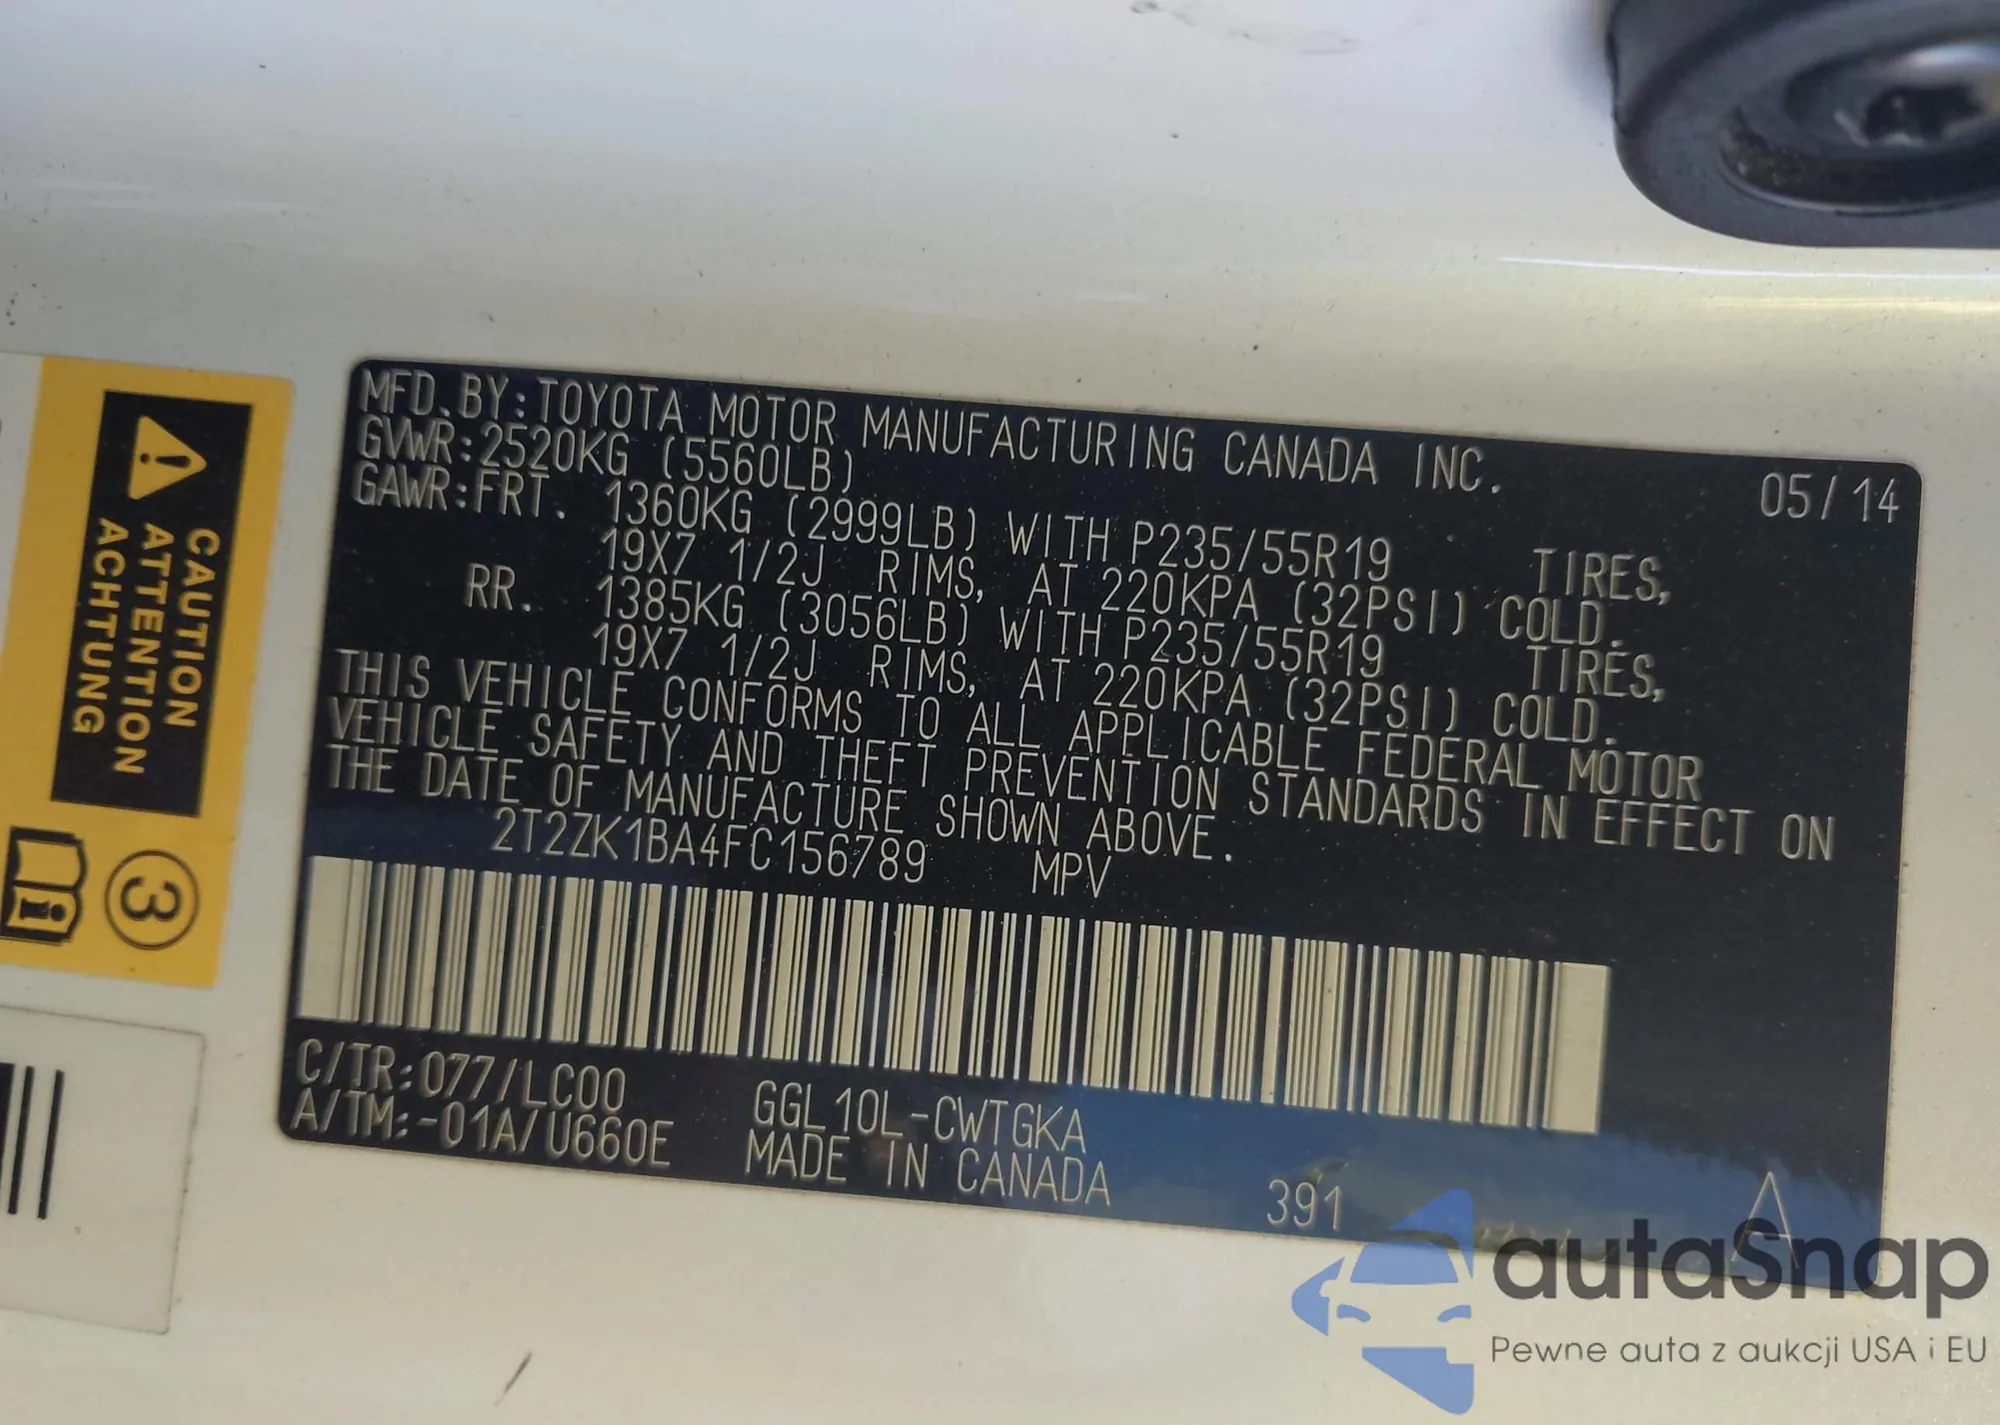 MFD. BY: TOYOTA MOTOR MANUFACTURING CANADA INC. 05/14
GVWR: 2520KG (5560LB)
GAWR: FRT. 1360KG (2999LB) WITH P235/55R19 TIRES,
19X7 1/2J RIMS, AT 220KPA (32PSI) COLD.
RR. 1385KG (3056LB) WITH P235/55R19 TIRES,
19X7 1/2J RIMS, AT 220KPA (32PSI) COLD.
THIS VEHICLE CONFORMS TO ALL APPLICABLE FEDERAL MOTOR
VEHICLE SAFETY AND THEFT PREVENTION STANDARDS IN EFFECT ON
THE DATE OF MANUFACTURE SHOWN ABOVE.
2T2ZK1BA4FC156789 MPV
C/TR: 077/LC00 GGL10L-CWTGKA
A/TM: -01A/U660E MADE IN CANADA 391 A
CAUTION
ATTENTION
ACHTUNG
3
autaSnap
Pewne auta z aukcji USA i EU